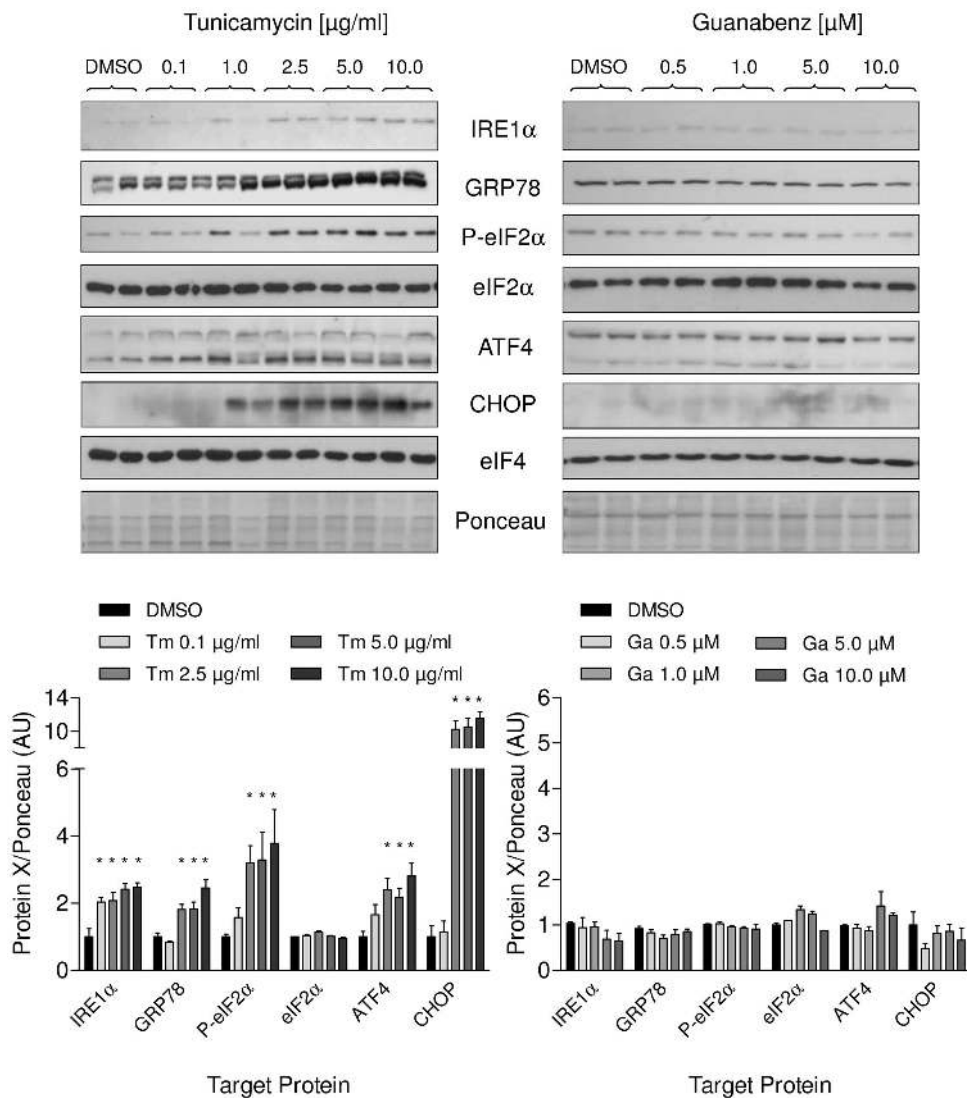 Tunicamycin [µg/ml]
Guanabenz [µM]
DMSO 0.1 1.0 2.5 5.0 10.0
DMSO 0.5 1.0 5.0 10.0
IRE1α
GRP78
P-eIF2α
eIF2α
ATF4
CHOP
eIF4
Ponceau
DMSO
Tm 0.1 µg/ml
Tm 5.0 µg/ml
Tm 2.5 µg/ml
Tm 10.0 µg/ml
Protein X/Ponceau (AU)
14
10
6
4
2
0
* * * *
* * *
* * *
* * *
* * *
IRE1α
GRP78
P-eIF2α
eIF2α
ATF4
CHOP
Target Protein
DMSO
Ga 0.5 µM
Ga 5.0 µM
Ga 1.0 µM
Ga 10.0 µM
Protein X/Ponceau (AU)
6
5
4
3
2
1
0
IRE1α
GRP78
P-eIF2α
eIF2α
ATF4
CHOP
Target Protein